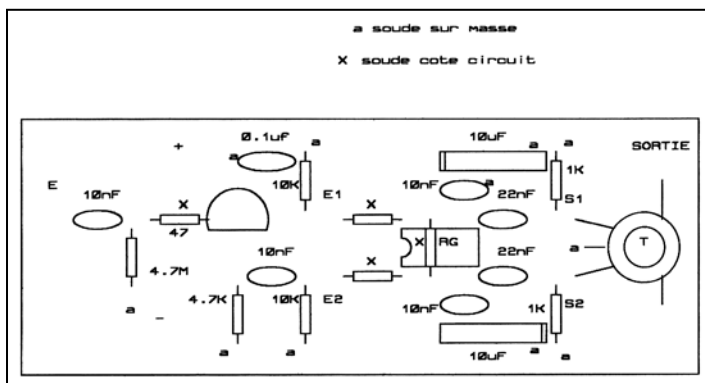 a soude sur masse
X soude cote circuit
0.1uf
a
10uF
a
a
+
a
SORTIE
E
10nF
X
10K
E1
X
10nF
a
22nF
1K
S1
47
X
RG
a
T
4.7M
10nF
X
22nF
a
-
4.7K
10K
E2
10nF
1K
S2
a
a
10uF
a
a